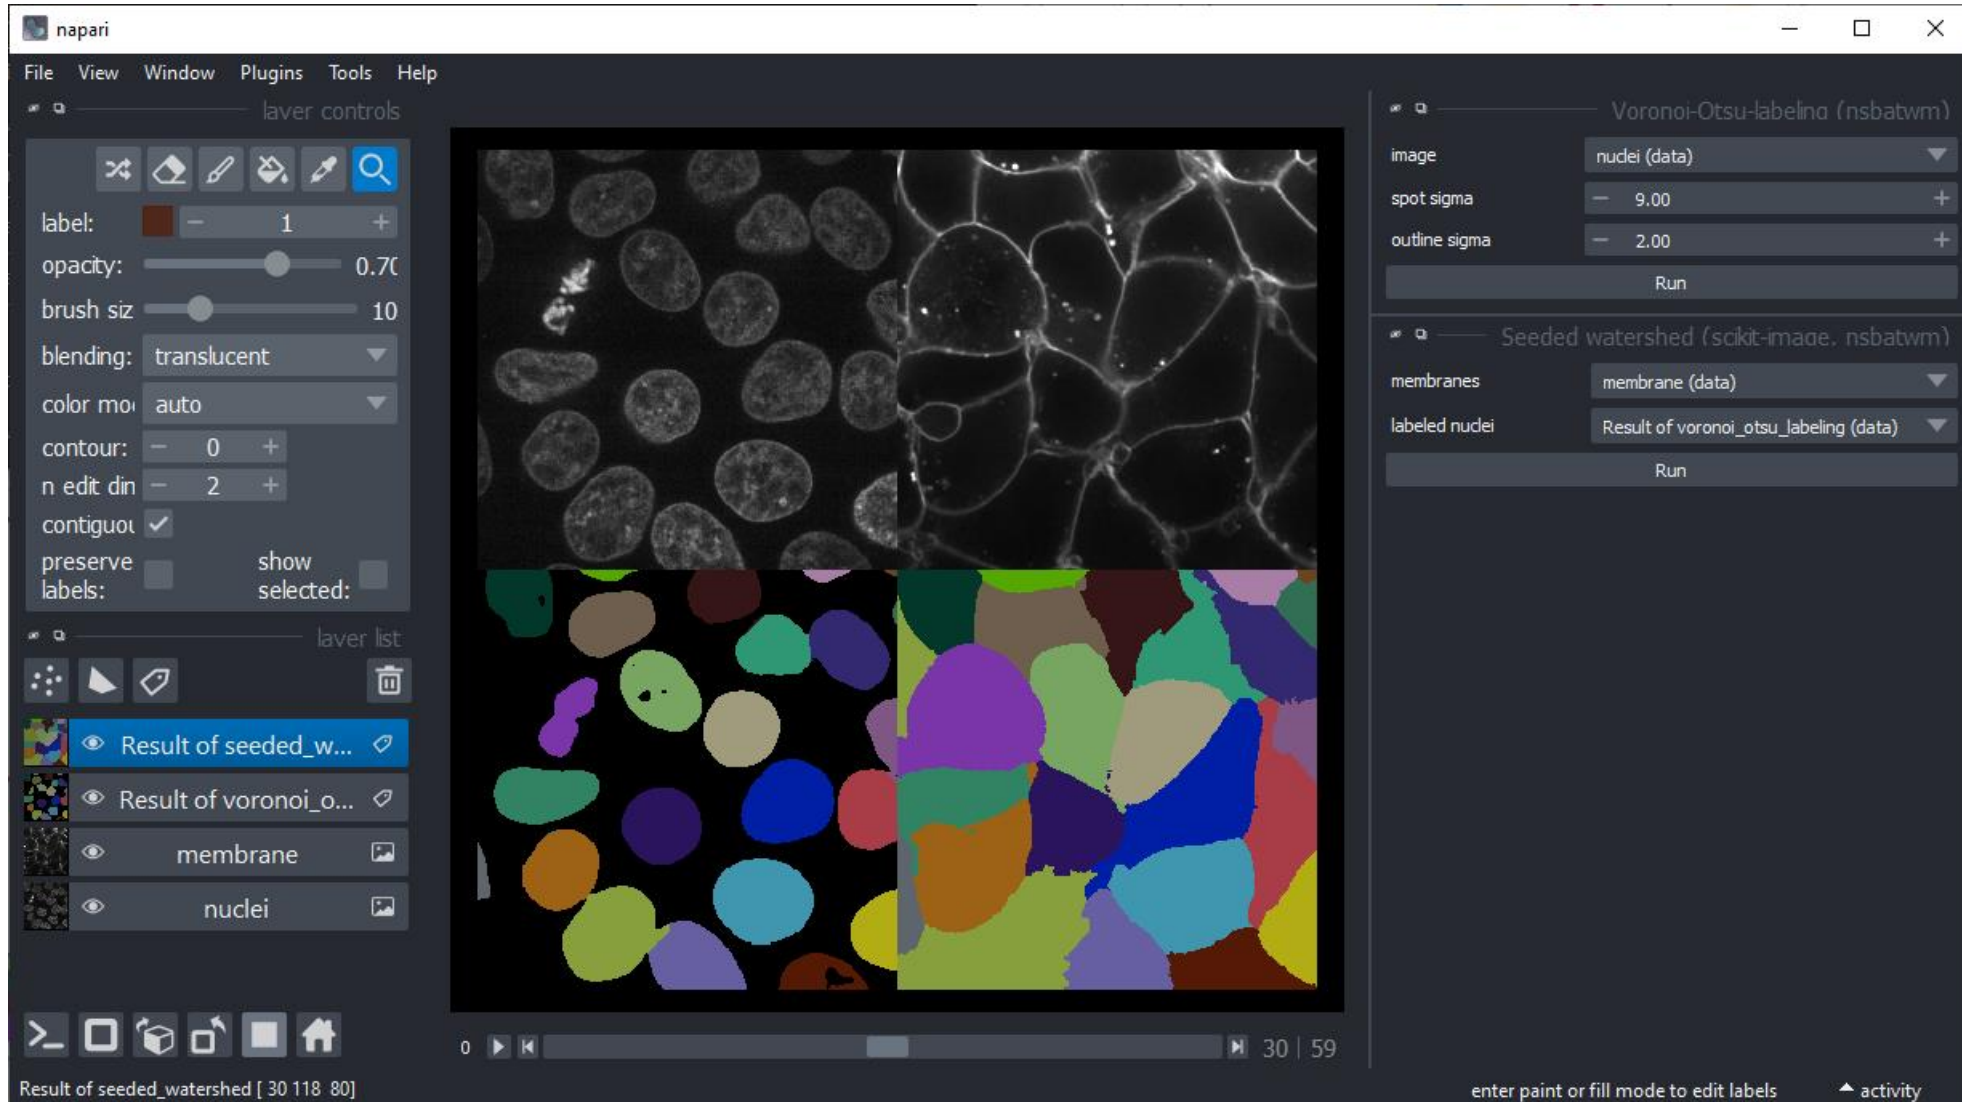 napari
File View Window Plugins Tools Help
layer controls
label: 1
opacity: 0.70
brush siz 10
blending: translucent
color mo auto
contour: 0
n edit din 2
contiguou
preserve labels:
show selected:
layer list
Result of seeded_w...
Result of voronoi_o...
membrane
nuclei
0 30 | 59
Voronoi-Otsu-labeling (nsbatwm)
image nuclei (data)
spot sigma 9.00
outline sigma 2.00
Run
Seeded watershed (scikit-image, nsbatwm)
membranes membrane (data)
labeled nuclei Result of voronoi_otsu_labeling (data)
Run
Result of seeded_watershed [ 30 118 80]
enter paint or fill mode to edit labels
activity